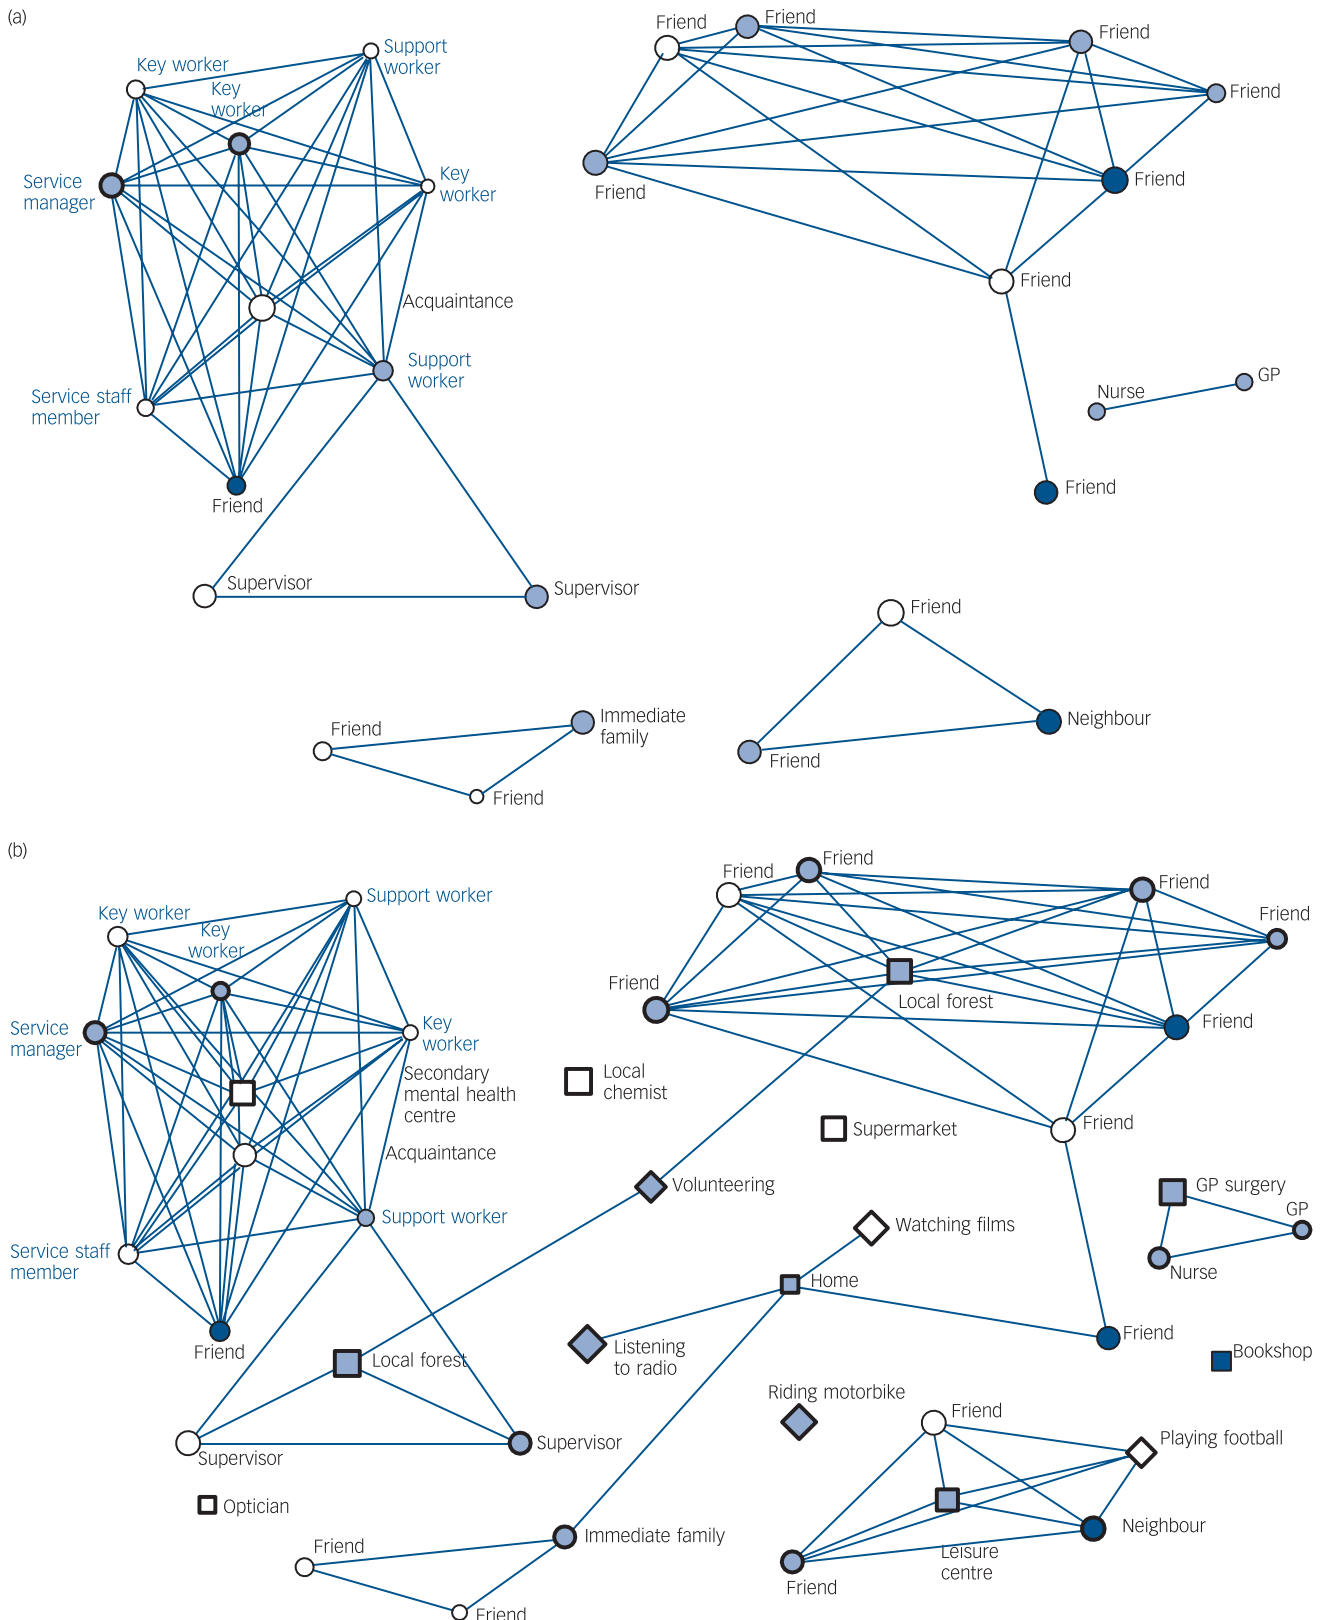 (a)
Friend
Friend
Friend
Support
worker
Key worker
Key
worker
Friend
Service
manager
Key
worker
Friend
Friend
Friend
Acquaintance
Support
worker
Service staff
member
Nurse
GP
Friend
Friend
Supervisor
Supervisor
Friend
Friend
Immediate
family
Neighbour
Friend
Friend
(b)
Support worker
Friend
Friend
Friend
Friend
Key worker
Key
worker
Service
manager
Key
worker
Friend
Local forest
Friend
Secondary
mental health
centre
Local
chemist
Supermarket
Friend
Acquaintance
Volunteering
GP surgery
GP
Nurse
Support worker
Watching films
Service staff
member
Home
Friend
Listening
to radio
Friend
Bookshop
Local forest
Riding motorbike
Friend
Playing football
Supervisor
Supervisor
Optician
Immediate family
Neighbour
Leisure
centre
Friend
Friend
Friend